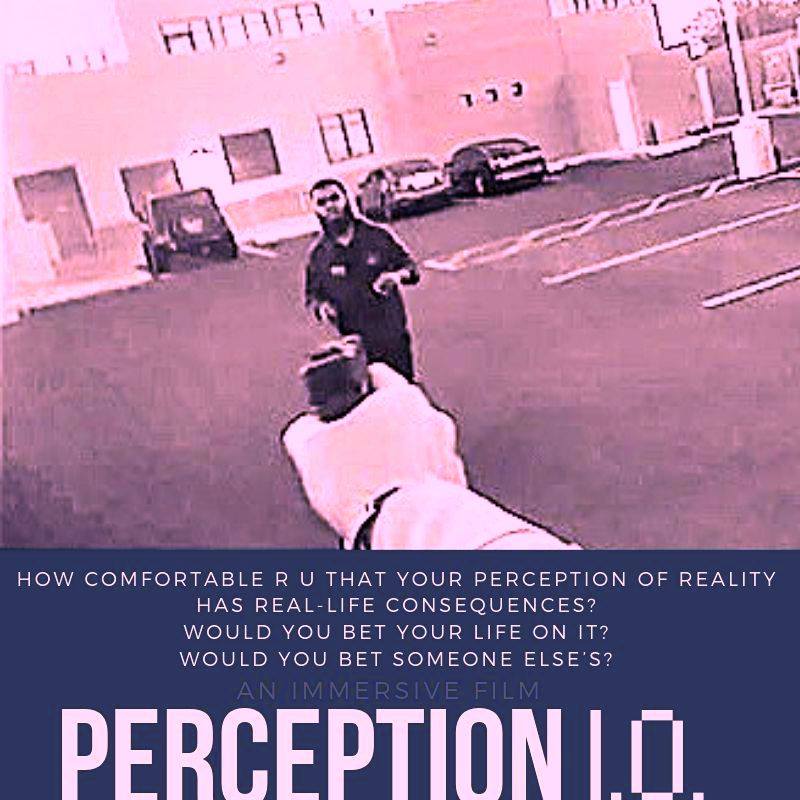 HOW COMFORTABLE R U THAT YOUR PERCEPTION OF REALITY
HAS REAL-LIFE CONSEQUENCES?
WOULD YOU BET YOUR LIFE ON IT?
WOULD YOU BET SOMEONE ELSE'S?
AN IMMERSIVE FILM
PERCEPTION I.Q.